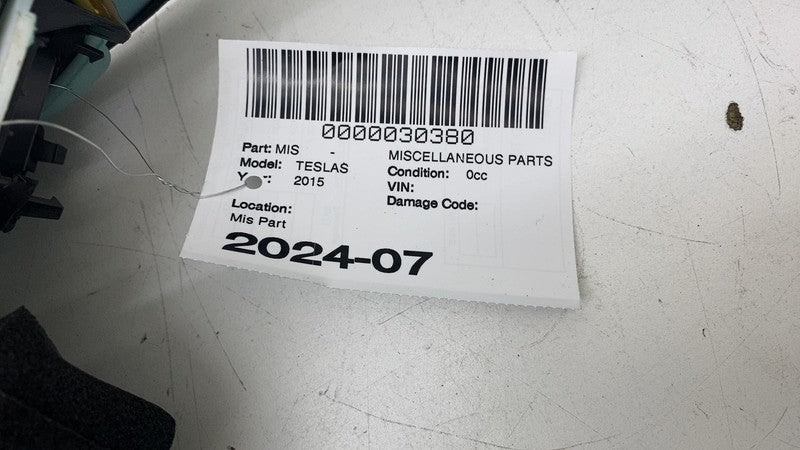 0000030380
Part: MIS - MISCELLANEOUS PARTS
Model: TESLAS Condition: 0cc
2015 VIN:
Damage Code:
Location:
Mis Part
2024-07